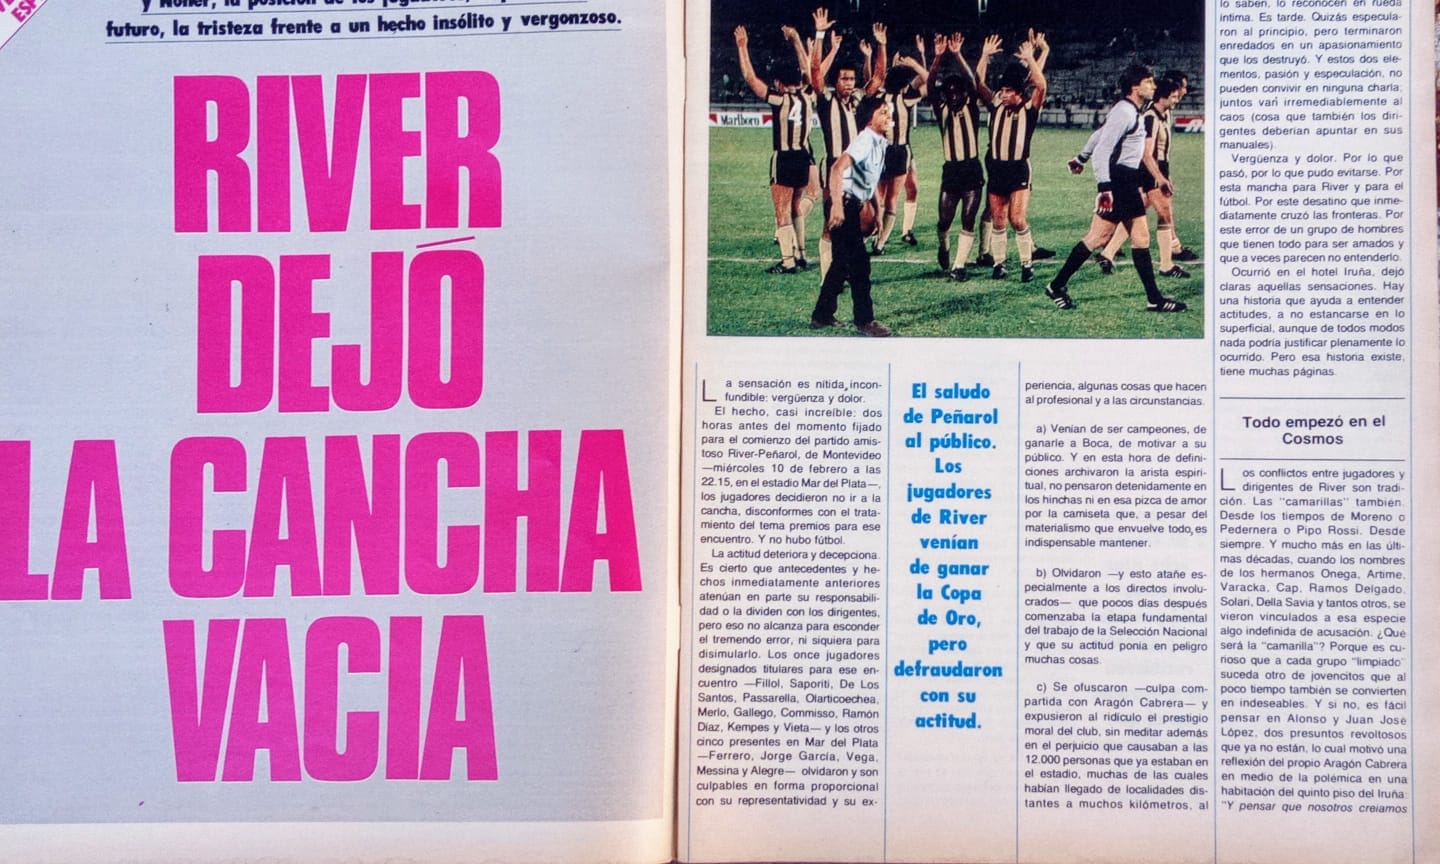 ESP
y Noher, la posición de los jugadores,
futuro, la tristeza frente a un hecho insólito y vergonzoso.
RIVER
DEJÓ
LA CANCHA
VACIA
4
Marlboro
La sensación es nítida, incon-
fundible: vergüenza y dolor.
El hecho, casi increíble: dos
horas antes del momento fijado
para el comienzo del partido amis-
toso River-Peñarol, de Montevideo
—miércoles 10 de febrero a las
22.15, en el estadio Mar del Plata—,
los jugadores decidieron no ir a la
cancha, disconformes con el trata-
miento del tema premios para ese
encuentro. Y no hubo fútbol.
La actitud deteriora y decepciona.
Es cierto que antecedentes y he-
chos inmediatamente anteriores
atenúan en parte su responsabili-
dad o la dividen con los dirigentes,
pero eso no alcanza para esconder
el tremendo error, ni siquiera para
disimularlo. Los once jugadores
designados titulares para ese en-
cuentro —Fillol, Saporiti, De Los
Santos, Passarella, Olarticoechea,
Merlo, Gallego, Commisso, Ramón
Díaz, Kempes y Vieta— y los otros
cinco presentes en Mar del Plata
—Ferrero, Jorge García, Vega,
Messina y Alegre— olvidaron y son
culpables en forma proporcional
con su representatividad y su ex-
El saludo
de Peñarol
al público.
Los
jugadores
de River
venían
de ganar
la Copa
de Oro,
pero
defraudaron
con su
actitud.
periencia, algunas cosas que hacen
al profesional y a las circunstancias.
a) Venían de ser campeones, de
ganarle a Boca, de motivar a su
público. Y en esta hora de defini-
ciones archivaron la arista espiri-
tual, no pensaron detenidamente en
los hinchas ni en esa pizca de amor
por la camiseta que, a pesar del
materialismo que envuelve todo, es
indispensable mantener.
b) Olvidaron —y esto atañe es-
pecialmente a los directos involu-
crados— que pocos días después
comenzaba la etapa fundamental
del trabajo de la Selección Nacional
y que su actitud ponía en peligro
muchas cosas.
c) Se ofuscaron —culpa com-
partida con Aragón Cabrera— y
expusieron al ridículo el prestigio
moral del club, sin meditar además
en el perjuicio que causaban a las
12.000 personas que ya estaban en
el estadio, muchas de las cuales
habían llegado de localidades dis-
tantes a muchos kilómetros, al
lo saben, lo reconocen en rueda
íntima. Es tarde. Quizás especula-
ron al principio, pero terminaron
enredados en un apasionamiento
que los destruyó. Y estos dos ele-
mentos, pasión y especulación, no
pueden convivir en ninguna charla;
juntos van irremediablemente al
caos (cosa que también los diri-
gentes deberían apuntar en sus
manuales).
Vergüenza y dolor. Por lo que
pasó, por lo que pudo evitarse. Por
esta mancha para River y para el
fútbol. Por este desatino que inme-
diatamente cruzó las fronteras. Por
este error de un grupo de hombres
que tienen todo para ser amados y
que a veces parecen no entenderlo.
Ocurrió en el hotel Iruña, dejó
claras aquellas sensaciones. Hay
una historia que ayuda a entender
actitudes, a no estancarse en lo
superficial, aunque de todos modos
nada podría justificar plenamente lo
ocurrido. Pero esa historia existe,
tiene muchas páginas.
Todo empezó en el
Cosmos
Los conflictos entre jugadores y
dirigentes de River son tradi-
ción. Las "camarillas" también.
Desde los tiempos de Moreno o
Pedernera o Pipo Rossi. Desde
siempre. Y mucho más en las últi-
mas décadas, cuando los nombres
de los hermanos Onega, Artime,
Varacka, Cap, Ramos Delgado,
Solari, Della Savia y tantos otros, se
vieron vinculados a esa especie
algo indefinida de acusación. ¿Qué
será la "camarilla"? Porque es cu-
rioso que a cada grupo "limpiado"
suceda otro de jovencitos que al
poco tiempo también se convierten
en indeseables. Y si no, es fácil
pensar en Alonso y Juan José
López, dos presuntos revoltosos
que ya no están, lo cual motivó una
reflexión del propio Aragón Cabrera
en medio de la polémica en una
habitación del quinto piso del Iruña:
"Y pensar que nosotros creíamos